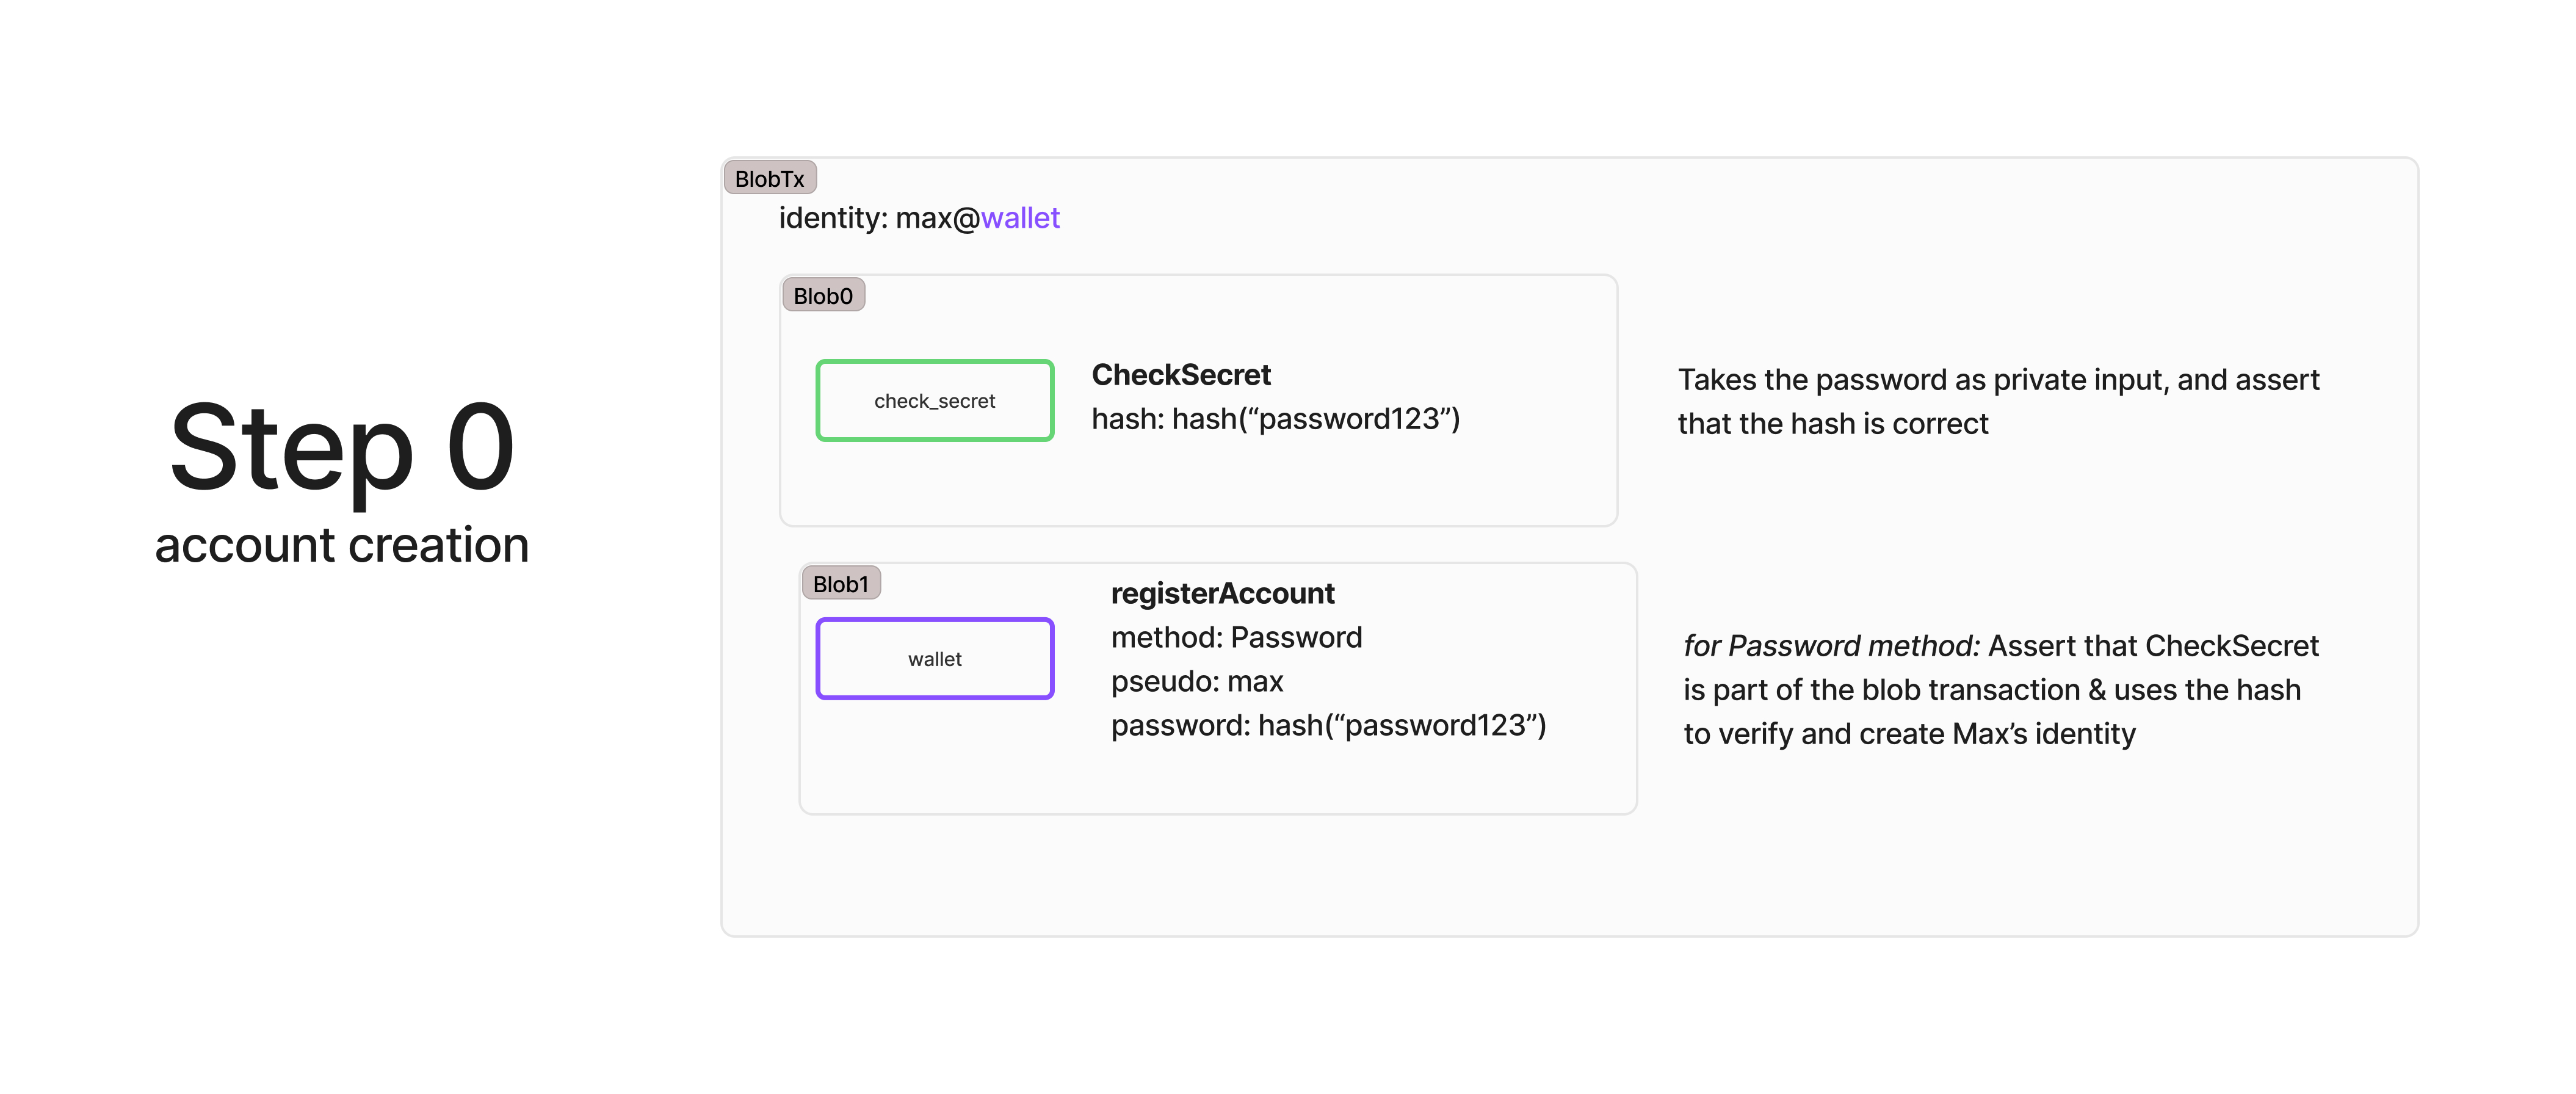 Step 0
account creation
BlobTx
identity: max@wallet
Blob0
check_secret
CheckSecret
hash: hash(“password123”)
Takes the password as private input, and assert
that the hash is correct
Blob1
wallet
registerAccount
method: Password
pseudo: max
password: hash(“password123”)
for Password method: Assert that CheckSecret
is part of the blob transaction & uses the hash
to verify and create Max’s identity